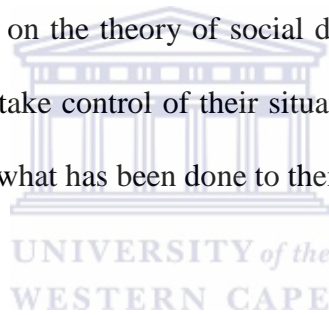 on the theory of social d
take control of their situa
what has been done to the
UNIVERSITY of the
WESTERN CAPE